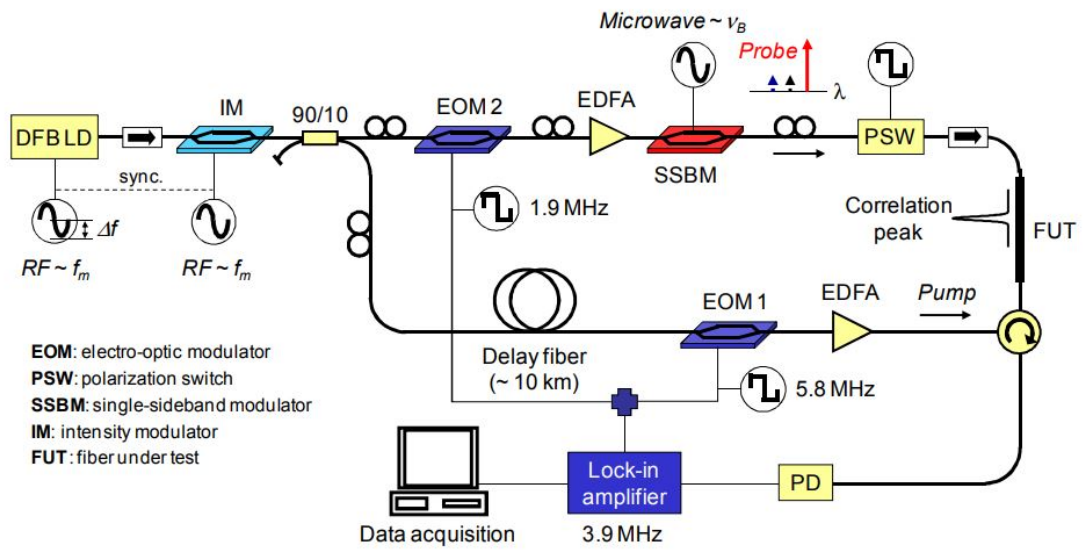 Microwave ~ νB
Probe
λ
IM
90/10
EOM 2
EDFA
DFB LD
SSBM
PSW
sync.
Δf
1.9 MHz
Correlation
peak
FUT
RF ~ fm
RF ~ fm
EOM 1
EDFA
Pump
Delay fiber
(~ 10 km)
5.8 MHz
EOM: electro-optic modulator
PSW: polarization switch
SSBM: single-sideband modulator
IM: intensity modulator
FUT: fiber under test
Lock-in
amplifier
PD
Data acquisition
3.9 MHz